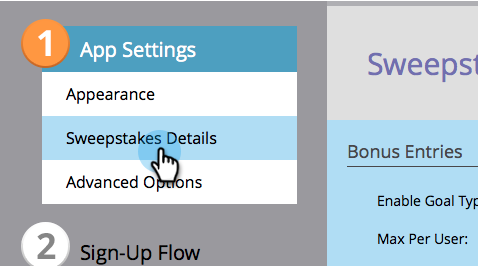 1 App Settings
Appearance
Sweepstakes Details
Advanced Options
2 Sign-Up Flow
Sweepst
Bonus Entries
Enable Goal Typ
Max Per User: